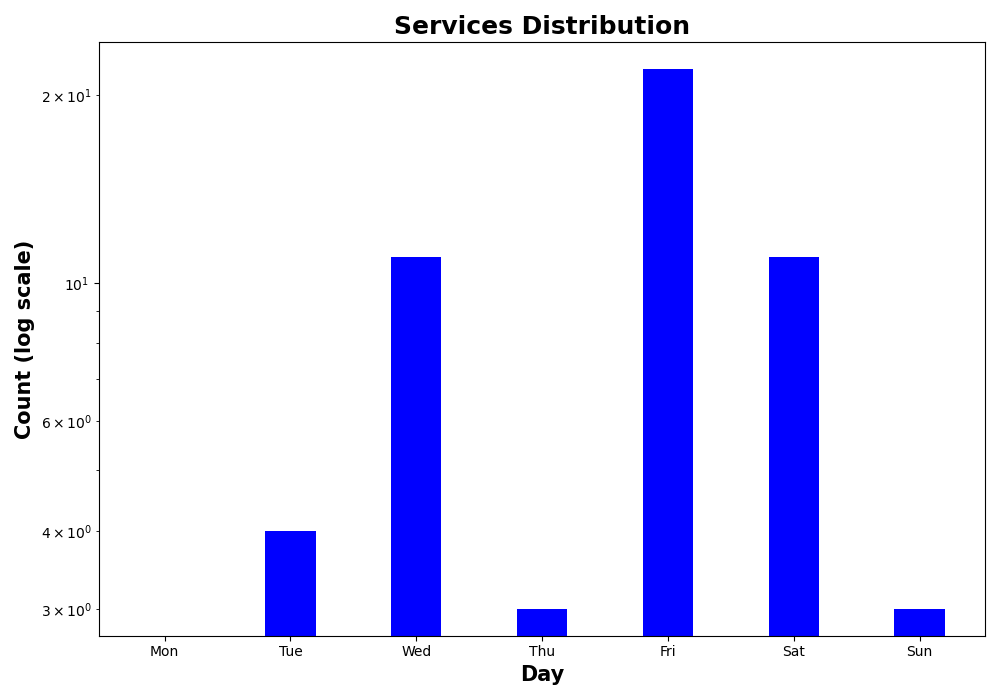 Services Distribution
Count (log scale)
2 × 10¹
10¹
6 × 10⁰
4 × 10⁰
3 × 10⁰
Mon Tue Wed Thu Fri Sat Sun
Day